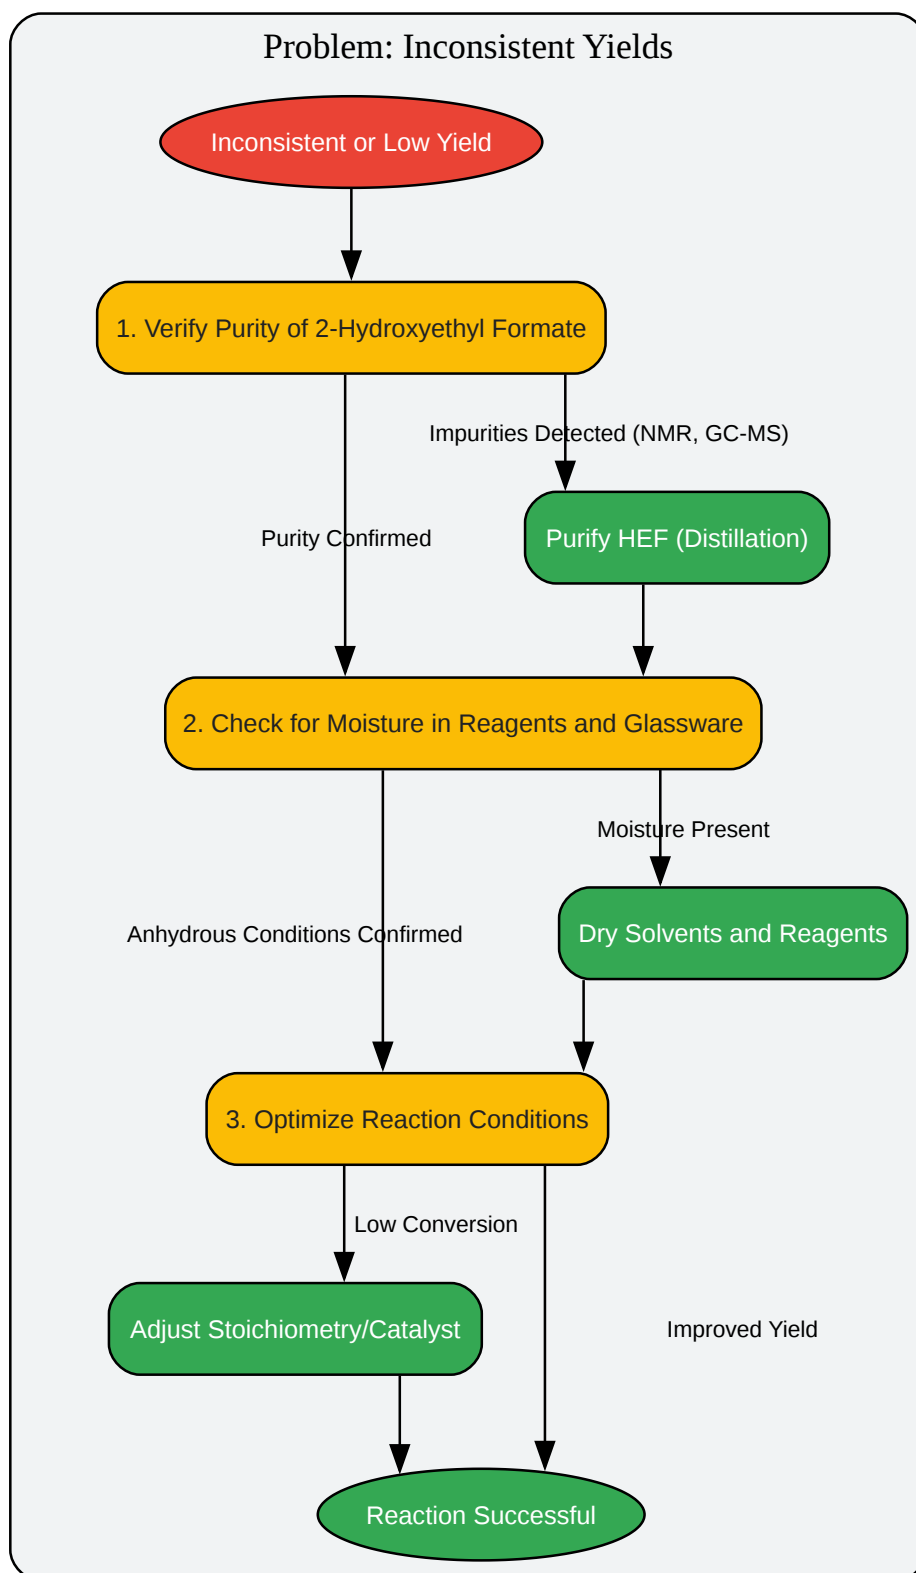 Problem: Inconsistent Yields
Inconsistent or Low Yield
1. Verify Purity of 2-Hydroxyethyl Formate
Impurities Detected (NMR, GC-MS)
Purity Confirmed
Purify HEF (Distillation)
2. Check for Moisture in Reagents and Glassware
Moisture Present
Anhydrous Conditions Confirmed
Dry Solvents and Reagents
3. Optimize Reaction Conditions
Low Conversion
Adjust Stoichiometry/Catalyst
Improved Yield
Reaction Successful